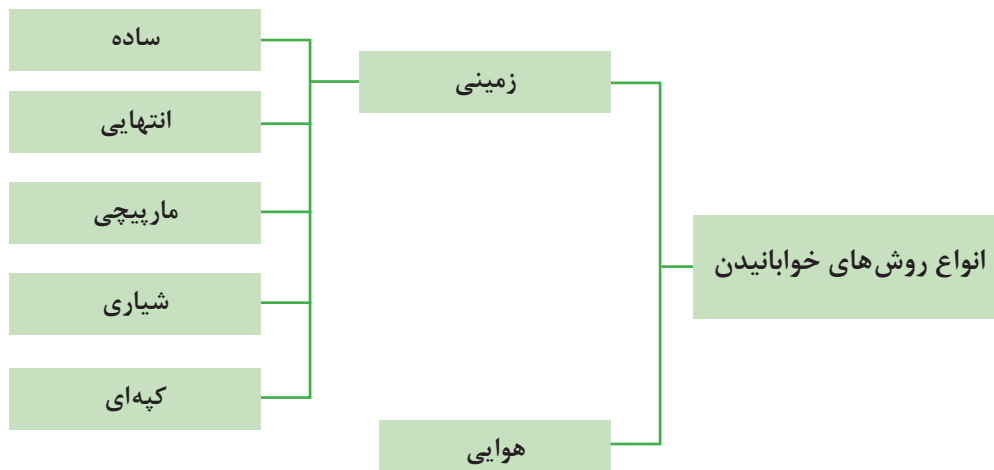 انواع روش‌های خوابانیدن
زمینی
ساده
انتهایی
مارپیچی
شیاری
کپه‌ای
هوایی